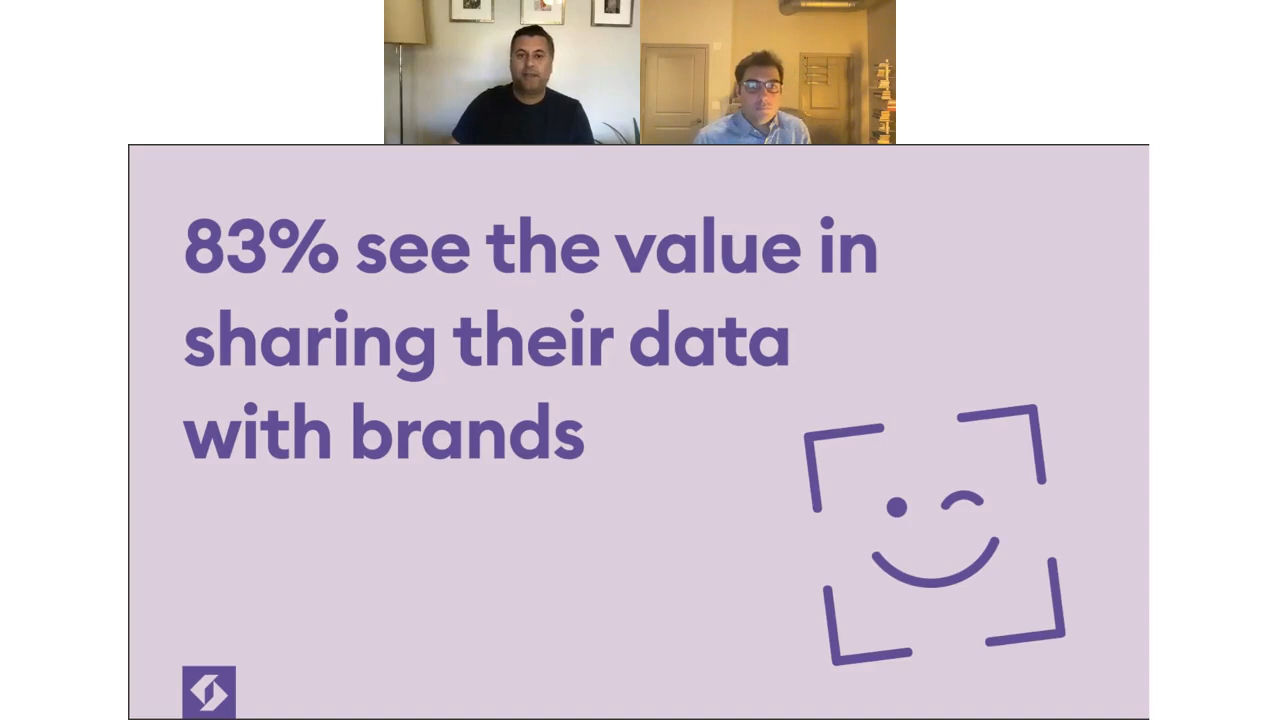 83% see the value in
sharing their data
with brands